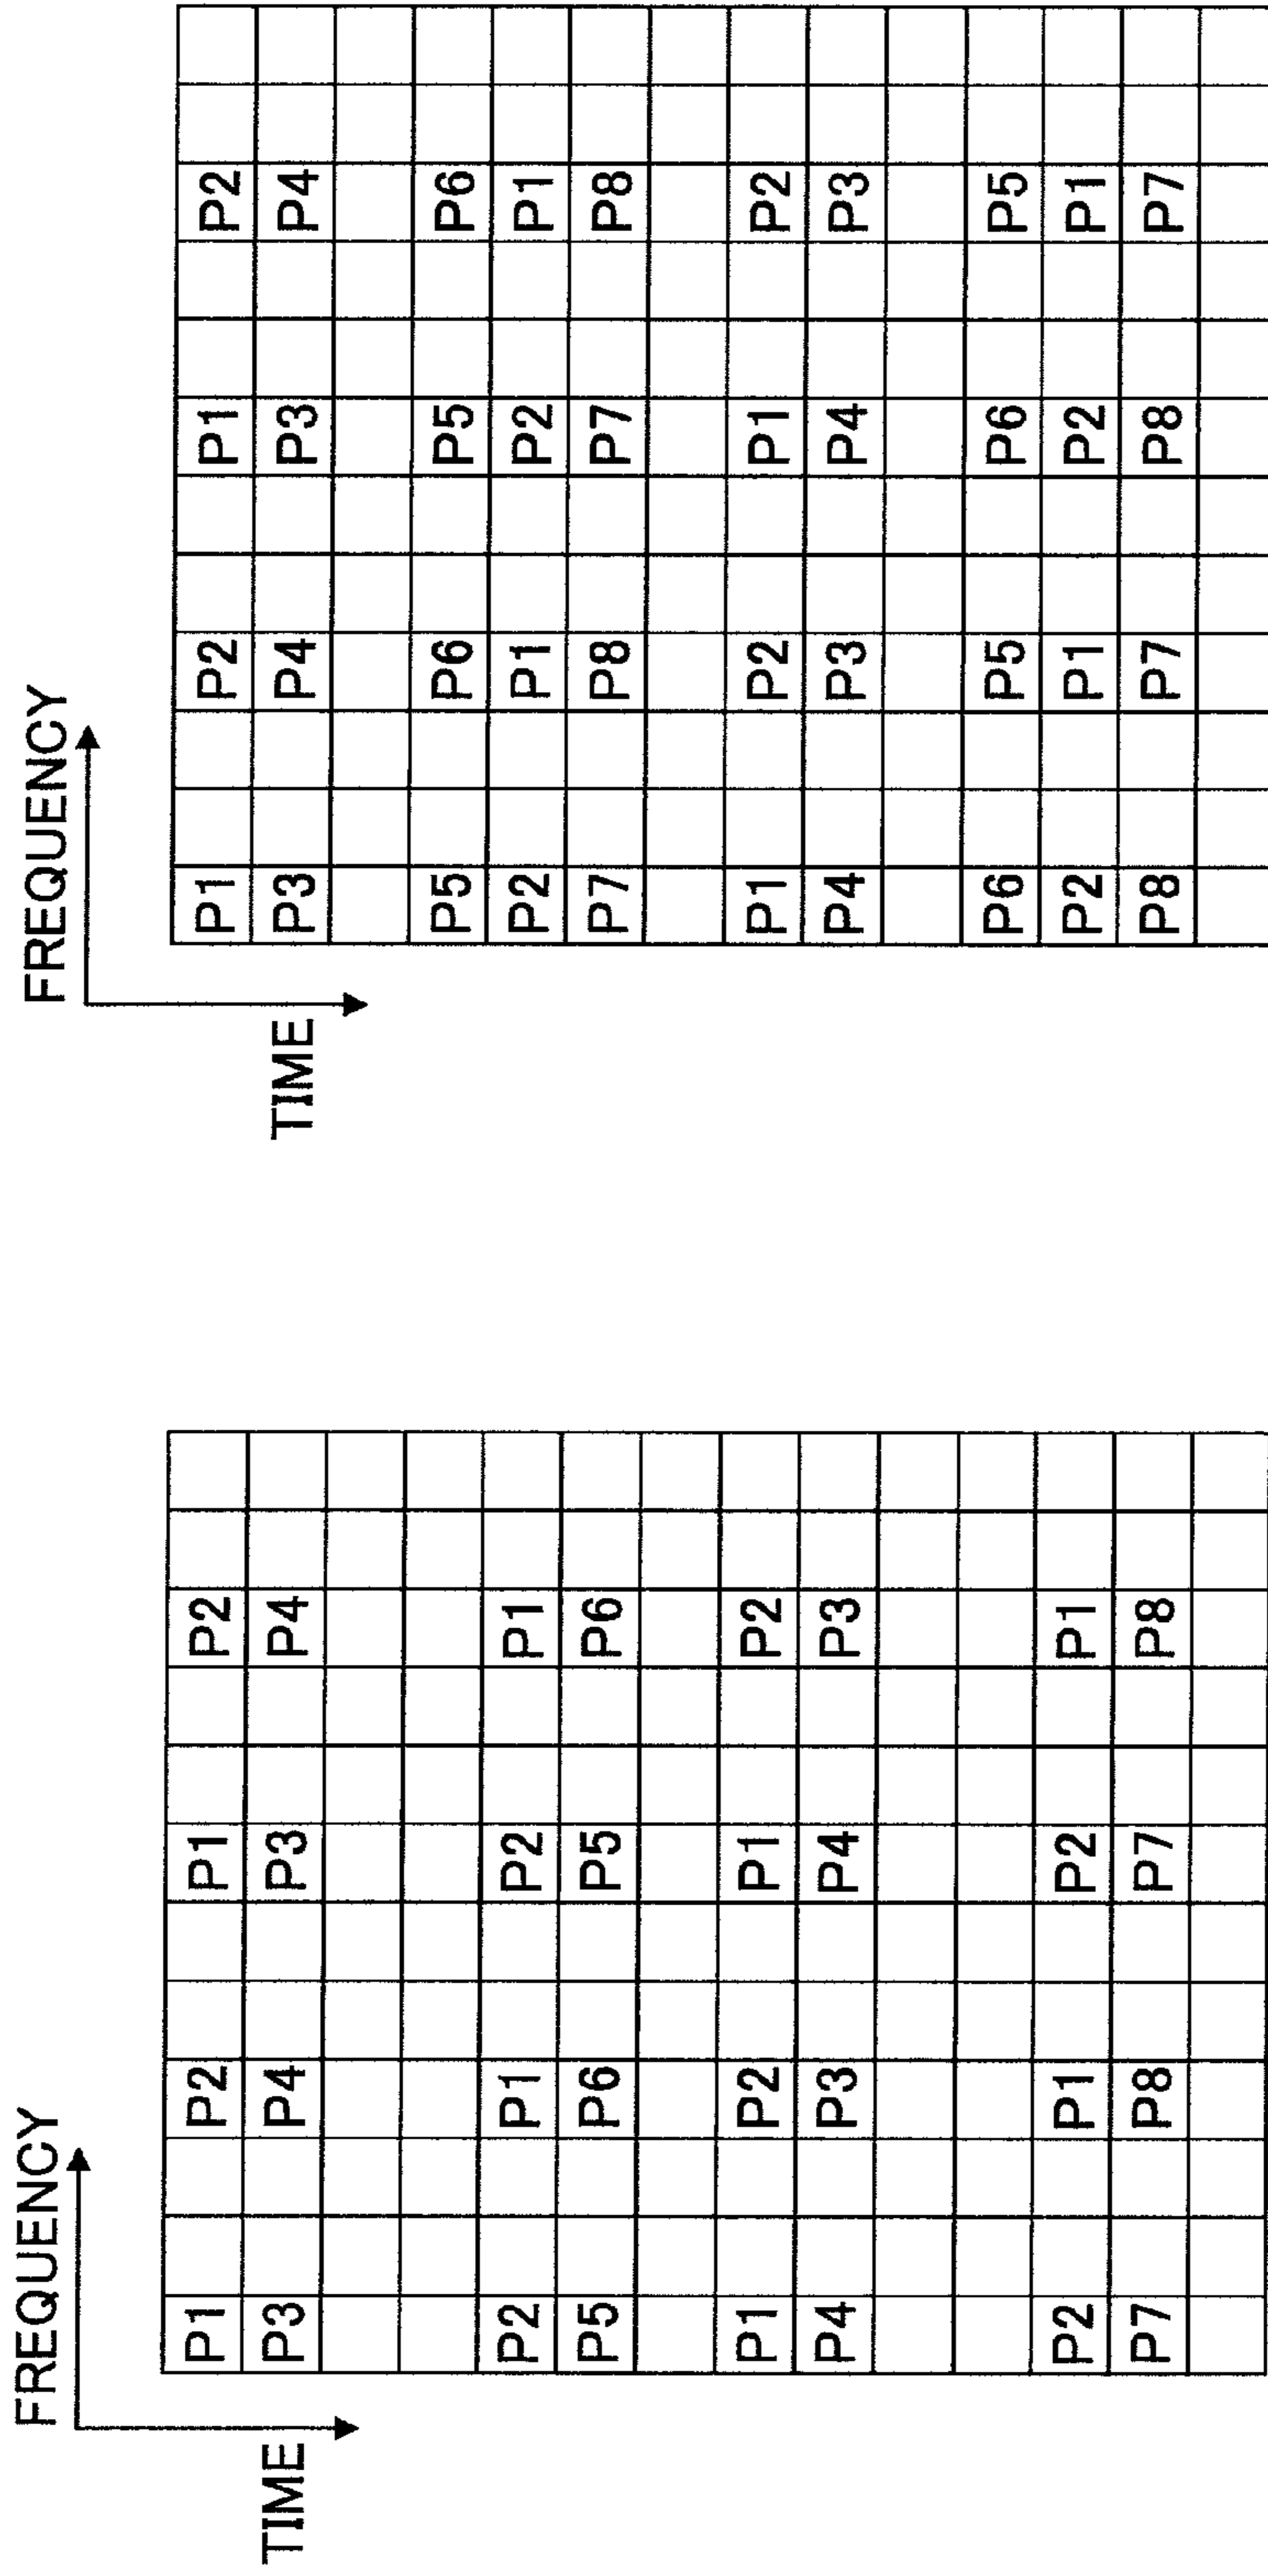 FREQUENCY
TIME
P1 P2 P1 P2
P3 P4 P3 P4
P5 P6 P5 P6
P2 P1 P2 P1
P7 P8 P7 P8
P1 P2 P1 P2
P4 P3 P4 P3
P6 P5 P6 P5
P2 P1 P2 P1
P8 P7 P8 P7
FREQUENCY
TIME
P1 P2 P1 P2
P3 P4 P3 P4
P2 P1 P2 P1
P5 P6 P5 P6
P1 P2 P1 P2
P4 P3 P4 P3
P2 P1 P2 P1
P7 P8 P7 P8